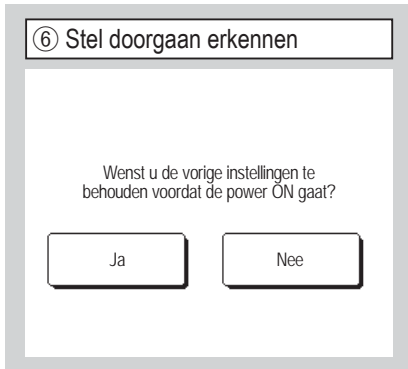 ⑥ Stel doorgaan erkennen
Wenst u de vorige instellingen te
behouden voordat de power ON gaat?
Ja
Nee